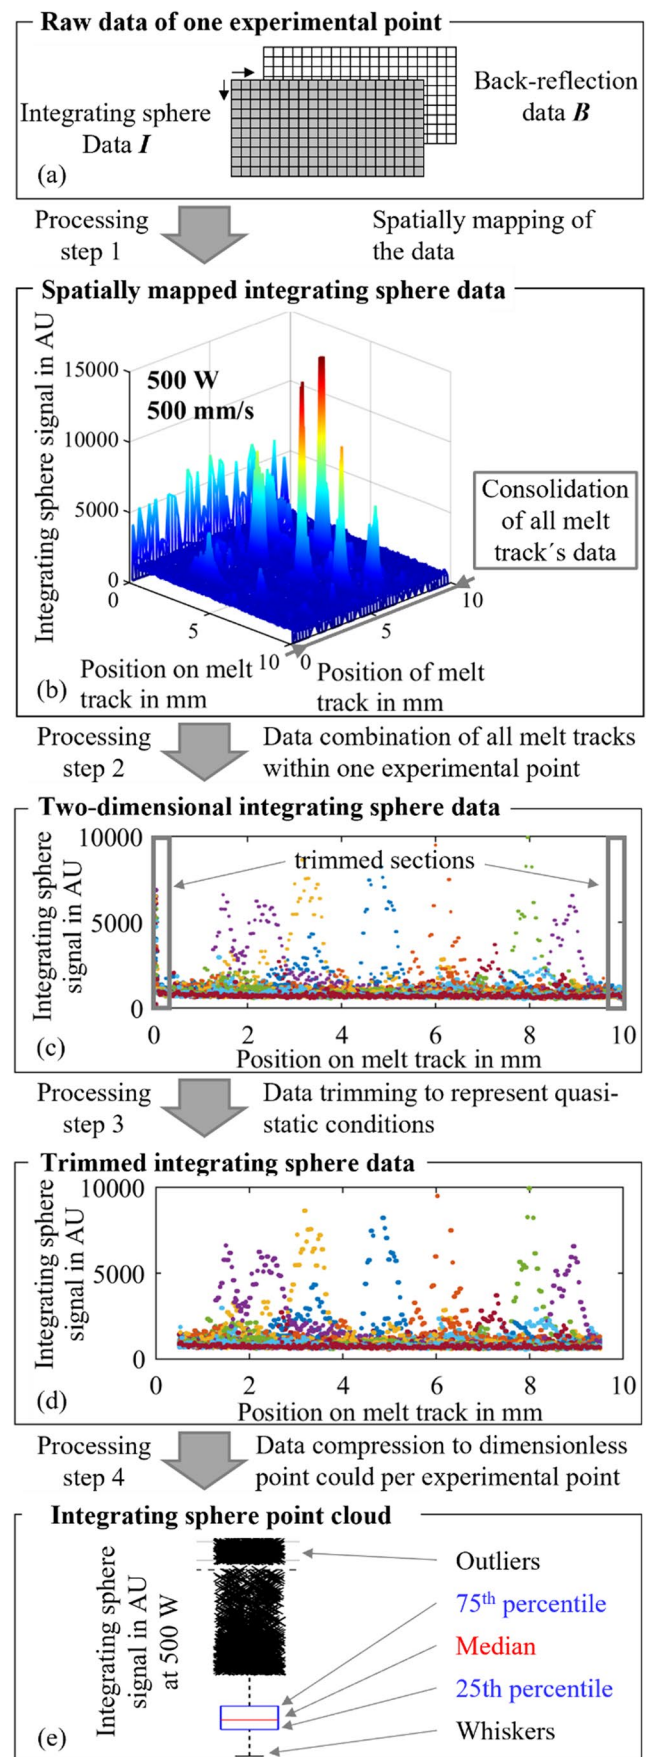 Raw data of one experimental point
Integrating sphere
Data I
Back-reflection
data B
(a)
Processing
step 1
Spatially mapping of
the data
Spatially mapped integrating sphere data
Integrating sphere signal in AU
15000
10000
5000
0
500 W
500 mm/s
Consolidation
of all melt
track´s data
0
5
10
0
5
10
Position on melt
track in mm
Position of melt
track in mm
(b)
Processing
step 2
Data combination of all melt tracks
within one experimental point
Two-dimensional integrating sphere data
Integrating sphere
signal in AU
10000
5000
0
trimmed sections
0
2
4
6
8
10
Position on melt track in mm
(c)
Processing
step 3
Data trimming to represent quasi-
static conditions
Trimmed integrating sphere data
Integrating sphere
signal in AU
10000
5000
0
0
2
4
6
8
10
Position on melt track in mm
(d)
Processing
step 4
Data compression to dimensionless
point could per experimental point
Integrating sphere point cloud
Integrating sphere
signal in AU
at 500 W
Outliers
75th percentile
Median
25th percentile
Whiskers
(e)